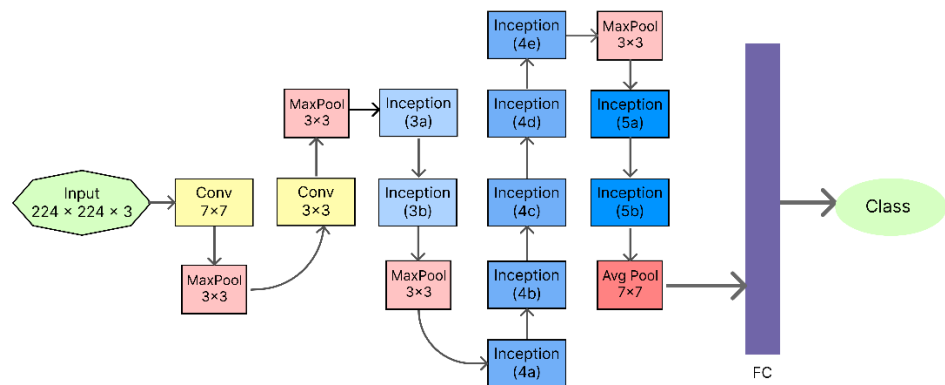 Input
224 × 224 × 3
Conv
7×7
MaxPool
3×3
Conv
3×3
MaxPool
3×3
Inception
(3a)
Inception
(3b)
MaxPool
3×3
Inception
(4a)
Inception
(4b)
Inception
(4c)
Inception
(4d)
Inception
(4e)
MaxPool
3×3
Inception
(5a)
Inception
(5b)
Avg Pool
7×7
FC
Class